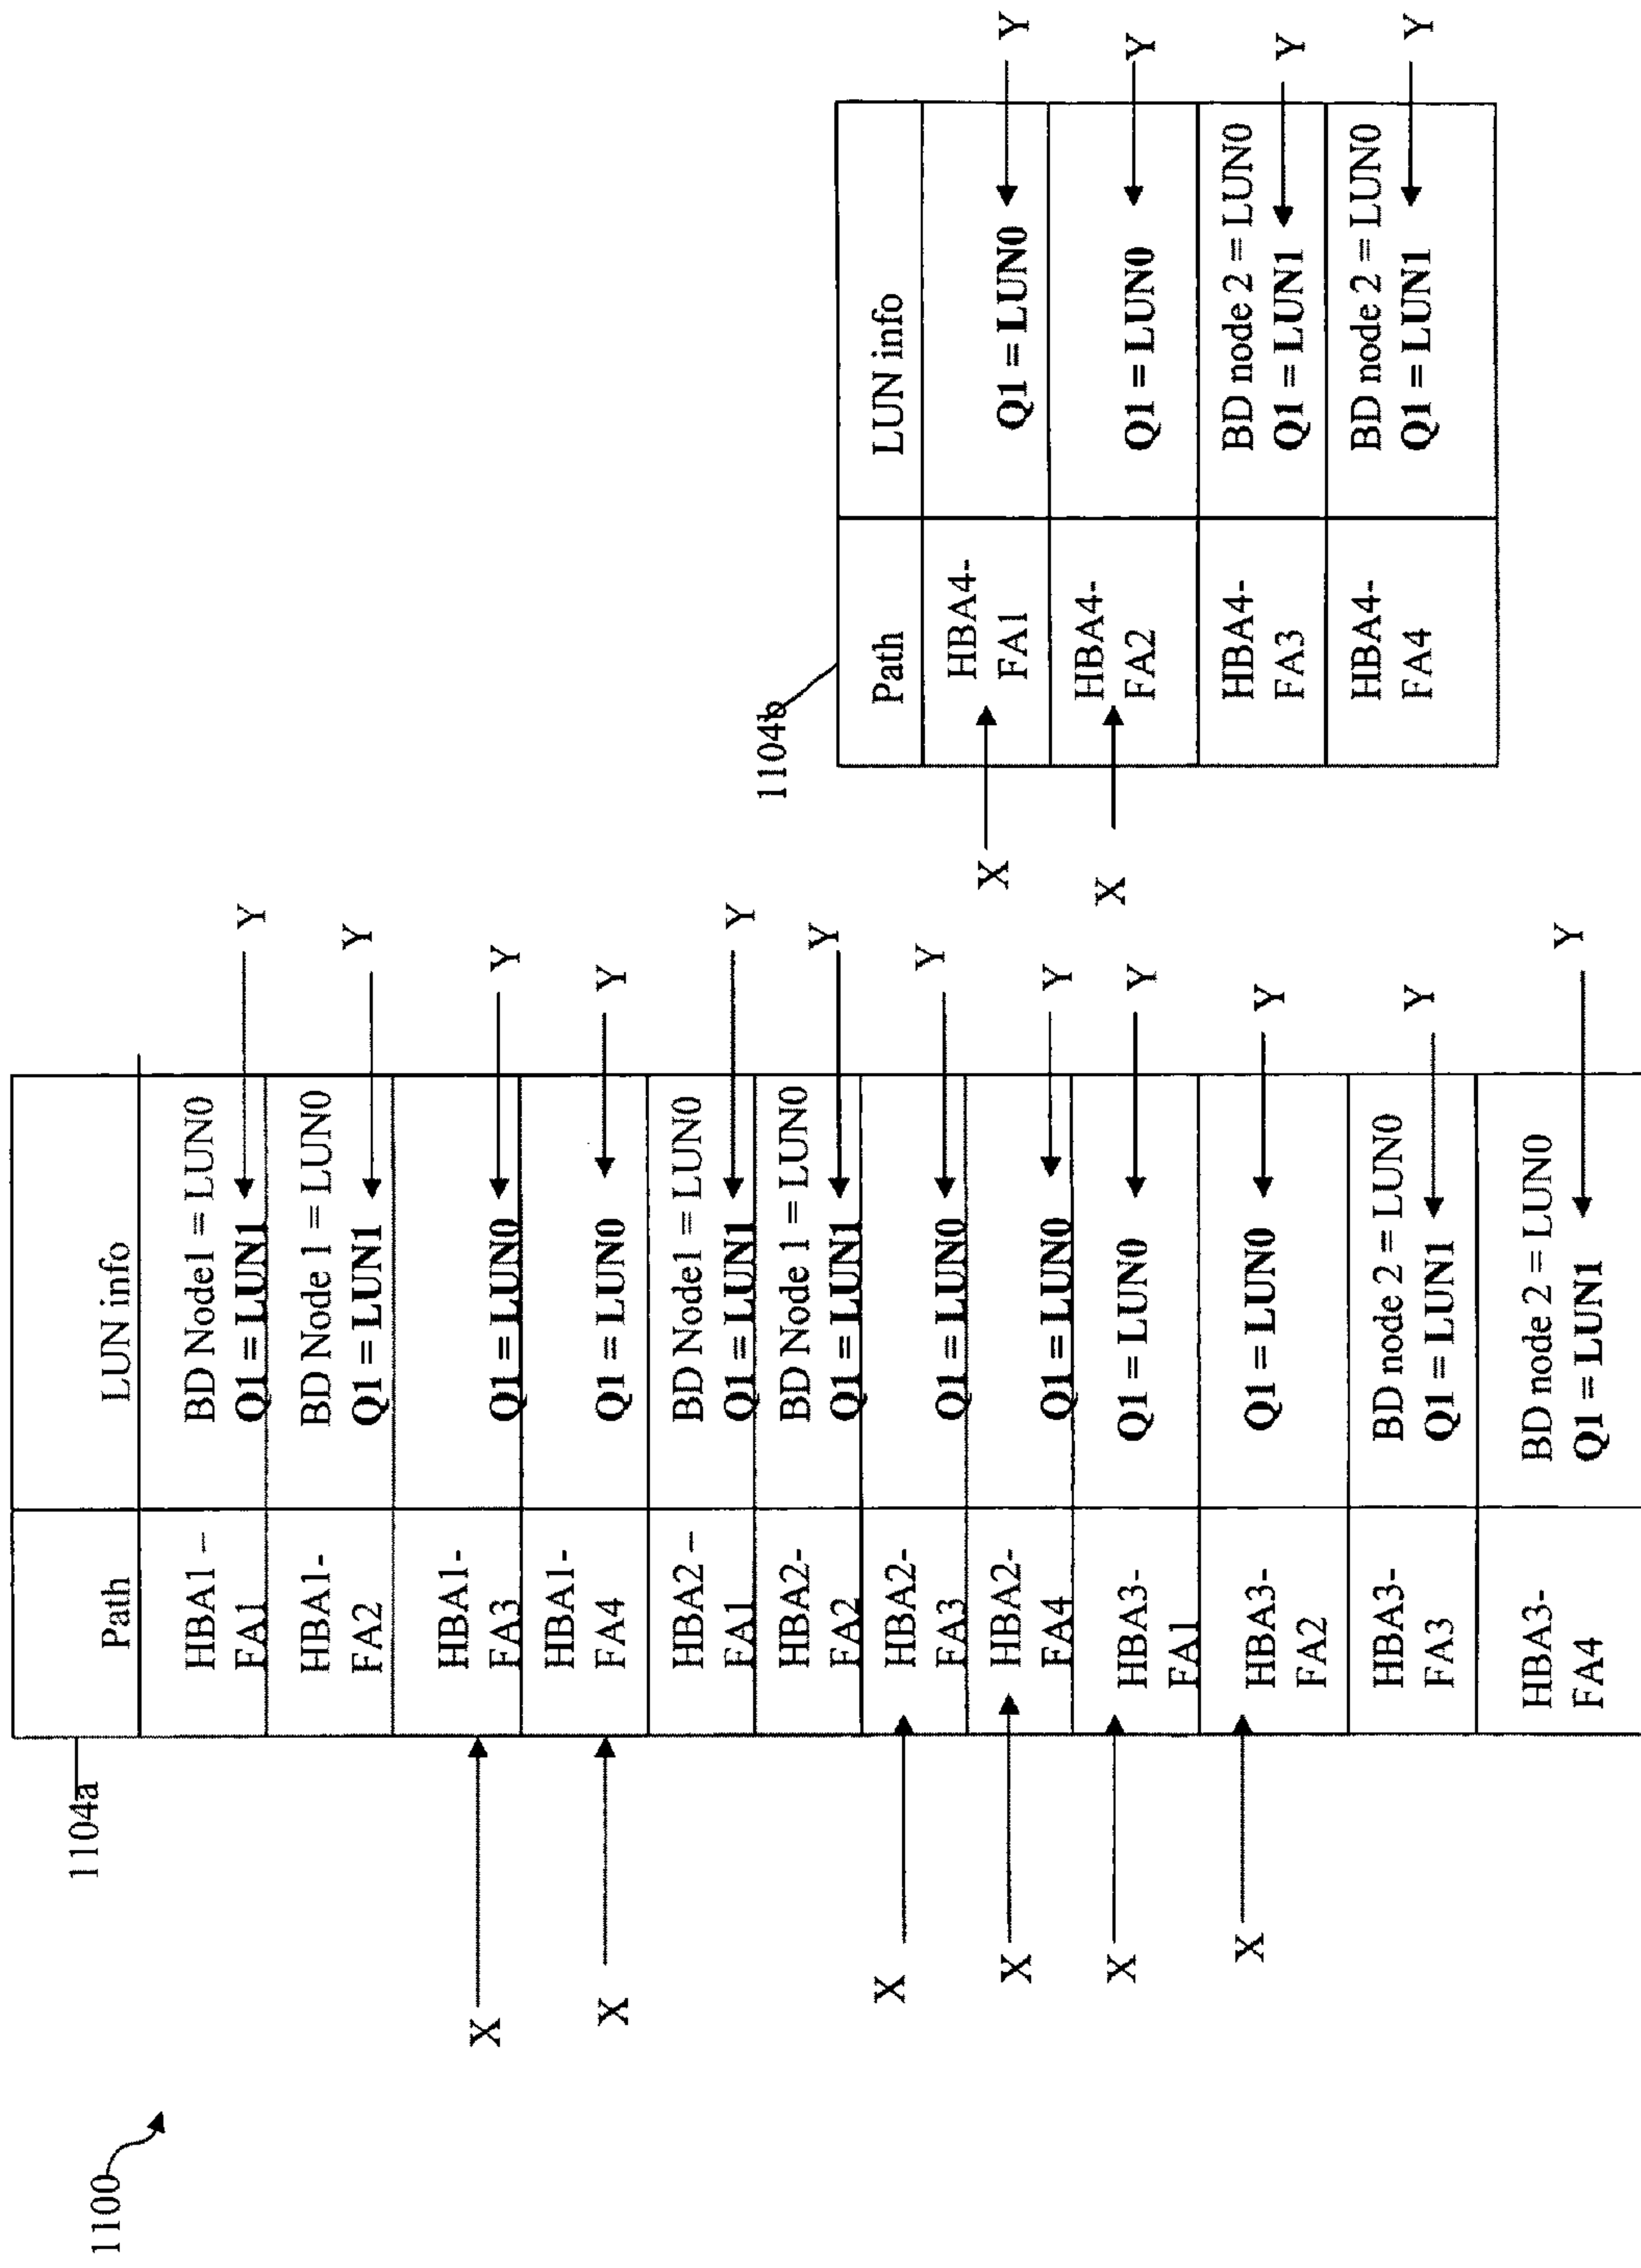 1100
1104a
Path LUN info
HBA1 – BD Node1 = LUN0
FA1 Q1 = LUN1 Y
HBA1- BD Node 1 = LUN0
FA2 Q1 = LUN1 Y
X HBA1-
FA3 Q1 = LUN0 Y
HBA1-
X FA4 Q1 = LUN0 Y
HBA2 – BD Node1 = LUN0
FA1 Q1 = LUN1 Y
HBA2- BD Node 1 = LUN0
FA2 Q1 = LUN1 Y
X HBA2-
FA3 Q1 = LUN0 Y
X HBA2-
FA4 Q1 = LUN0 Y
X HBA3- Q1 = LUN0 Y
FA1
X HBA3- Q1 = LUN0 Y
FA2
HBA3- BD node 2 = LUN0
FA3 Q1 = LUN1 Y
HBA3- BD node 2 = LUN0
FA4 Q1 = LUN1 Y
1104b
Path LUN info
X HBA4-
FA1 Q1 = LUN0 Y
X HBA4-
FA2 Q1 = LUN0 Y
HBA4- BD node 2 = LUN0
FA3 Q1 = LUN1 Y
HBA4- BD node 2 = LUN0
FA4 Q1 = LUN1 Y